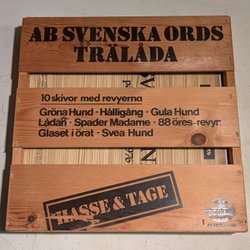 AB SVENSKA ORDS
TRÄLÅDA
10 skivor med revyerna
Gröna Hund · Hålligång · Gula Hund
Lådan · Spader Madame · 88 öres-revyn
Glaset i örat · Svea Hund
HASSE & TAGE